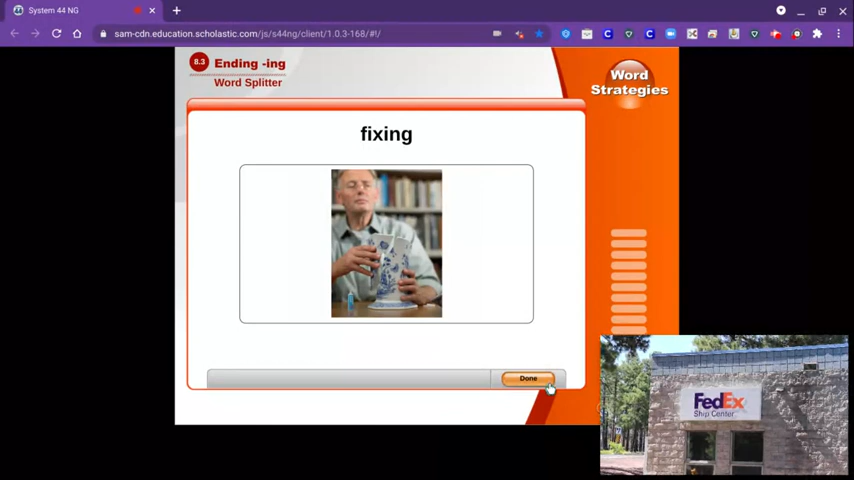 System 44 NG
sam-cdn.education.scholastic.com/js/s44ng/client/1.0.3-168/#!/
8.3 Ending -ing
Word Splitter
Word
Strategies
fixing
Done
FedEx
Ship Center